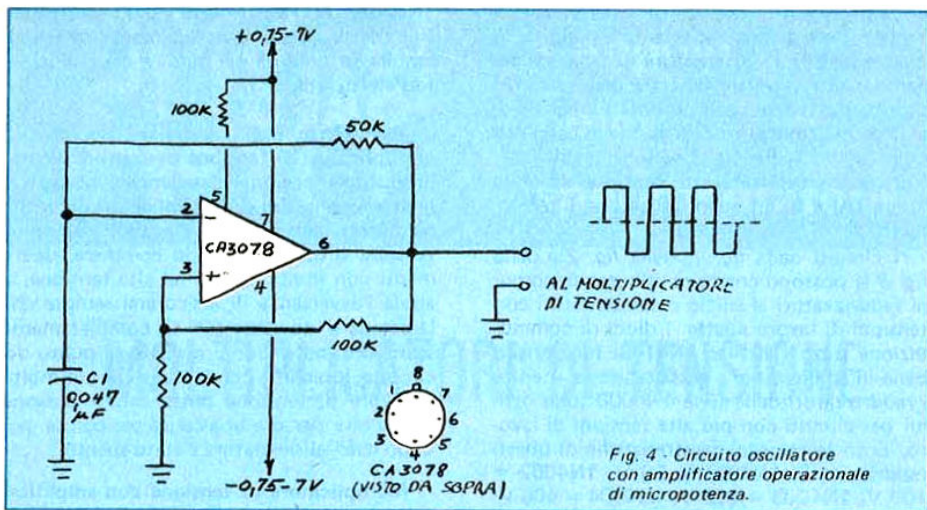 +0,75-7V
100K
50K
5
2
-
7
CA3078
6
3
+
4
AL MOLTIPLICATORE
DI TENSIONE
100K
100K
C1
0,047
µF
8
1
7
2
6
3
5
4
CA3078
(VISTO DA SOPRA)
-0,75-7V
Fig. 4 - Circuito oscillatore
con amplificatore operazionale
di micropotenza.